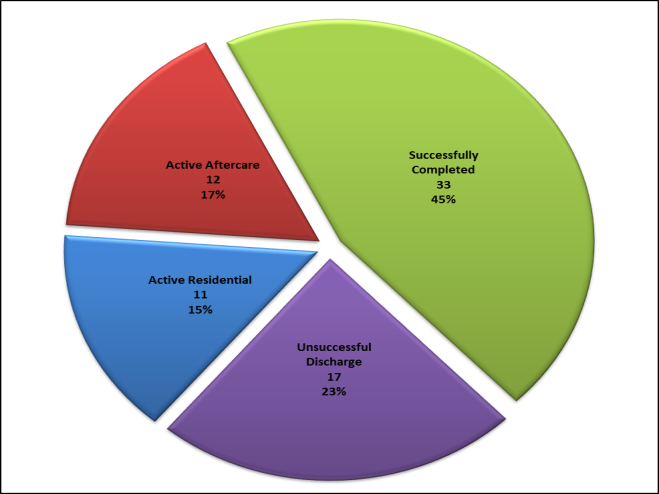 Active Aftercare
12
17%
Successfully
Completed
33
45%
Active Residential
11
15%
Unsuccessful
Discharge
17
23%